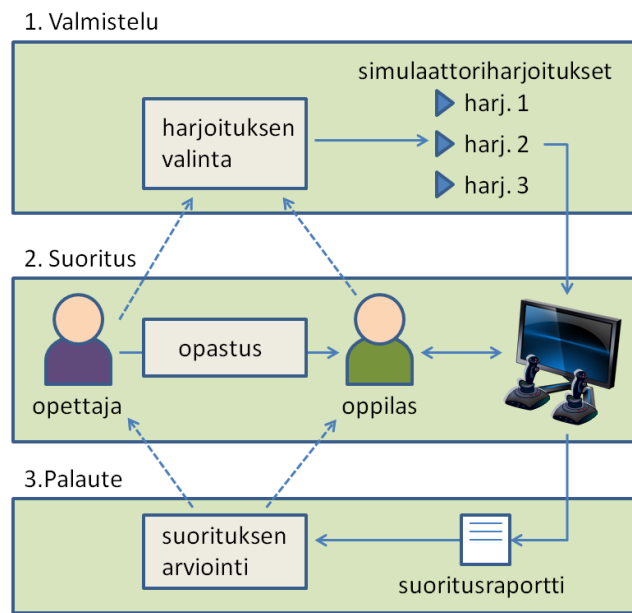 1. Valmistelu
simulaattoriharjoitukset
harj. 1
harjoituksen
valinta
harj. 2
harj. 3
2. Suoritus
opastus
opettaja
oppilas
3.Palaute
suorituksen
arviointi
suoritusraportti